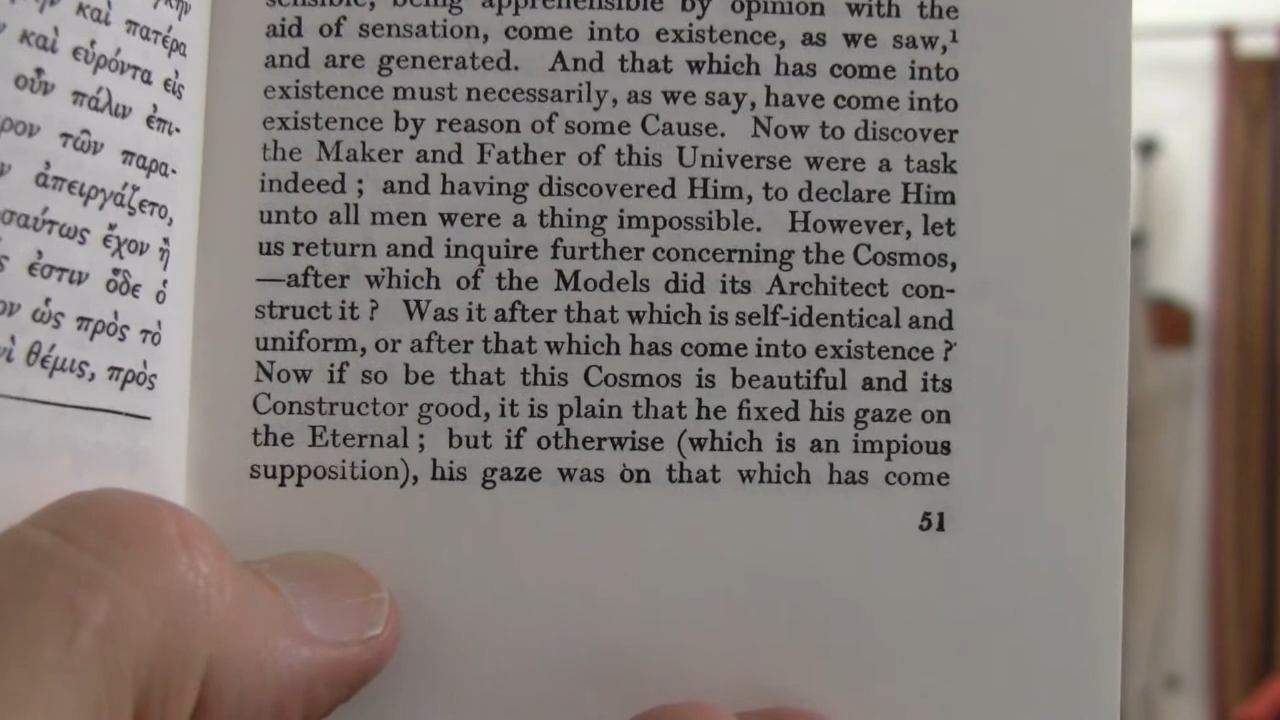 καὶ πατέρα
καὶ εὑρόντα εἰς
οὖν πάλιν ἐπι-
τῶν παρα-
ἀπειργάζετο,
ἔχον ἢ
ἐστιν ὅδε ὁ
ὡς πρὸς τὸ
θέμις, πρὸς
sensible, being apprehensible by opinion with the
aid of sensation, come into existence, as we saw,¹
and are generated. And that which has come into
existence must necessarily, as we say, have come into
existence by reason of some Cause. Now to discover
the Maker and Father of this Universe were a task
indeed ; and having discovered Him, to declare Him
unto all men were a thing impossible. However, let
us return and inquire further concerning the Cosmos,
—after which of the Models did its Architect con-
struct it ? Was it after that which is self-identical and
uniform, or after that which has come into existence ?
Now if so be that this Cosmos is beautiful and its
Constructor good, it is plain that he fixed his gaze on
the Eternal ; but if otherwise (which is an impious
supposition), his gaze was on that which has come
51